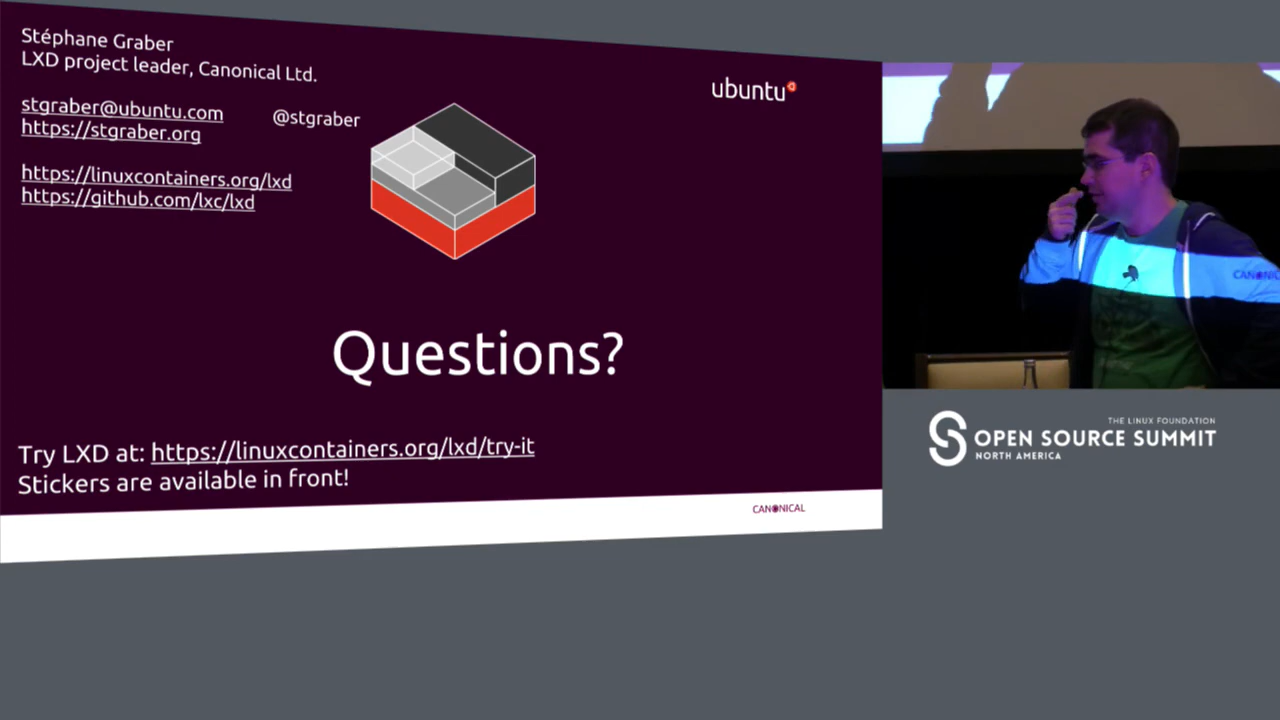 Stéphane Graber
LXD project leader, Canonical Ltd.
ubuntu
stgraber@ubuntu.com @stgraber
https://stgraber.org
https://linuxcontainers.org/lxd
https://github.com/lxc/lxd
Questions?
Try LXD at: https://linuxcontainers.org/lxd/try-it
Stickers are available in front!
CANONICAL
CANONIC
THE LINUX FOUNDATION
OPEN SOURCE SUMMIT
NORTH AMERICA